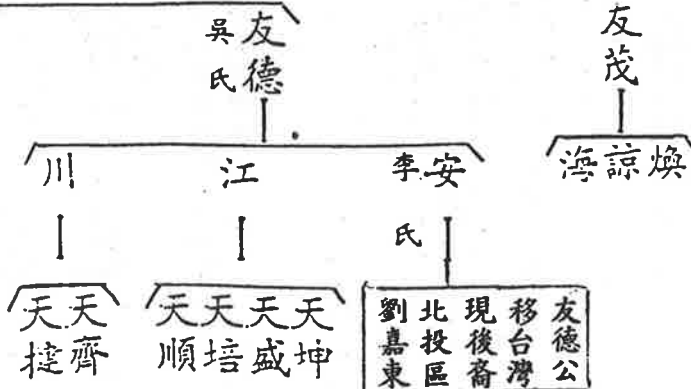 友茂
煥
諒
海
友德
吳氏
安
李氏
江
川
友德公
移台灣
現後裔
北投區
劉嘉東
天坤
天盛
天培
天順
天齊
天挞